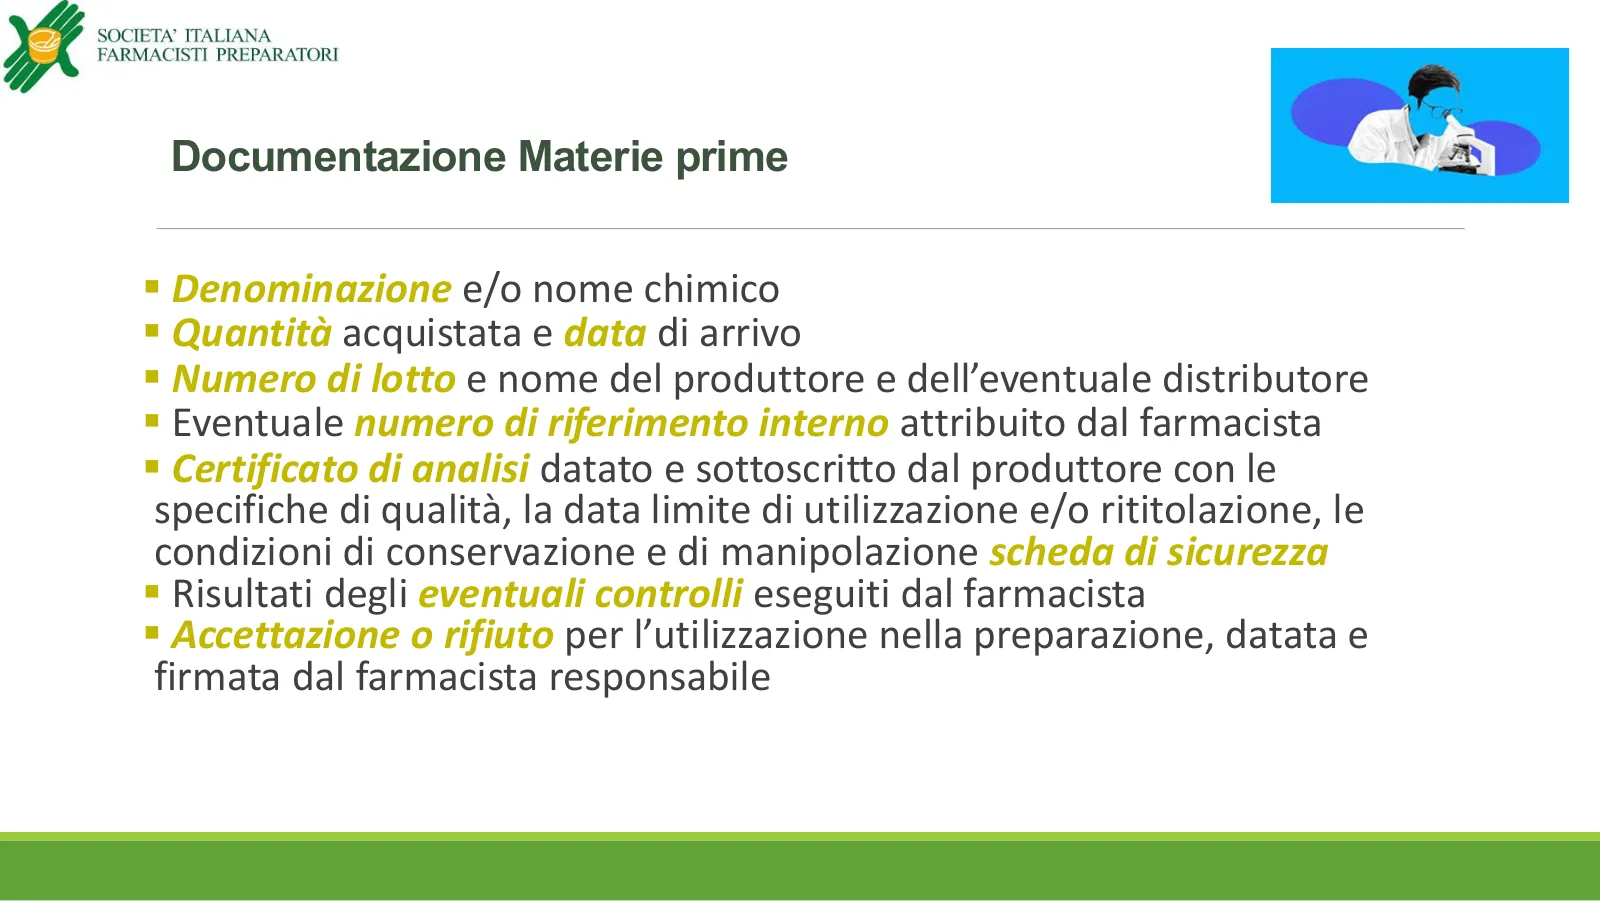 SOCIETA’ ITALIANA
FARMACISTI PREPARATORI
Documentazione Materie prime
▪ Denominazione e/o nome chimico
▪ Quantità acquistata e data di arrivo
▪ Numero di lotto e nome del produttore e dell’eventuale distributore
▪ Eventuale numero di riferimento interno attribuito dal farmacista
▪ Certificato di analisi datato e sottoscritto dal produttore con le
specifiche di qualità, la data limite di utilizzazione e/o rititolazione, le
condizioni di conservazione e di manipolazione scheda di sicurezza
▪ Risultati degli eventuali controlli eseguiti dal farmacista
▪ Accettazione o rifiuto per l’utilizzazione nella preparazione, datata e
firmata dal farmacista responsabile